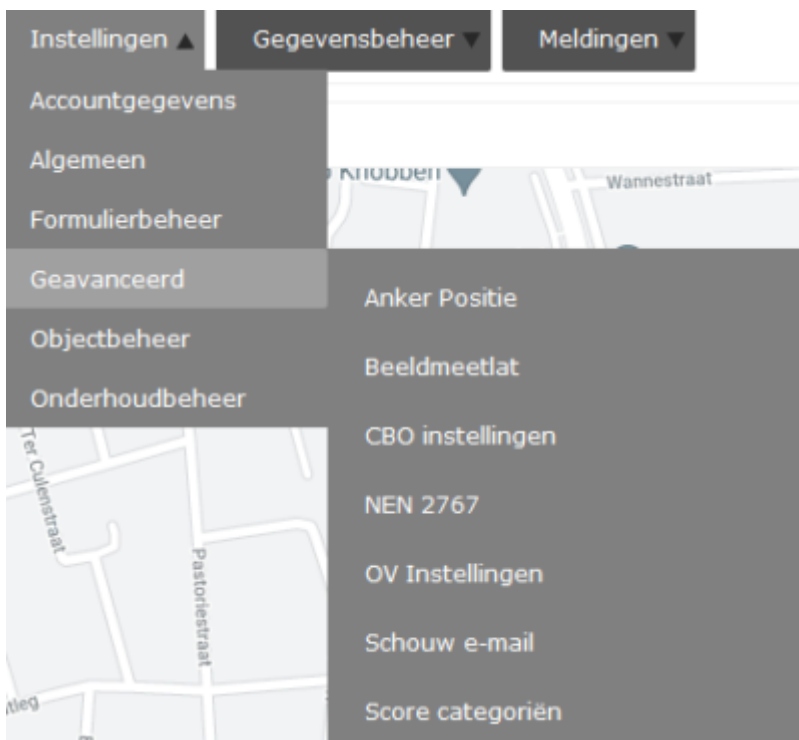 Instellingen ▲ Gegevensbeheer ▼ Meldingen ▼
Accountgegevens
Algemeen
Knobben
Wannestraat
Formulierbeheer
Geavanceerd
Anker Positie
Objectbeheer
Beeldmeetlat
Onderhoudbeheer
CBO instellingen
Ter Culenstraat
NEN 2767
Pastoriestraat
OV Instellingen
Schouw e-mail
Score categoriën